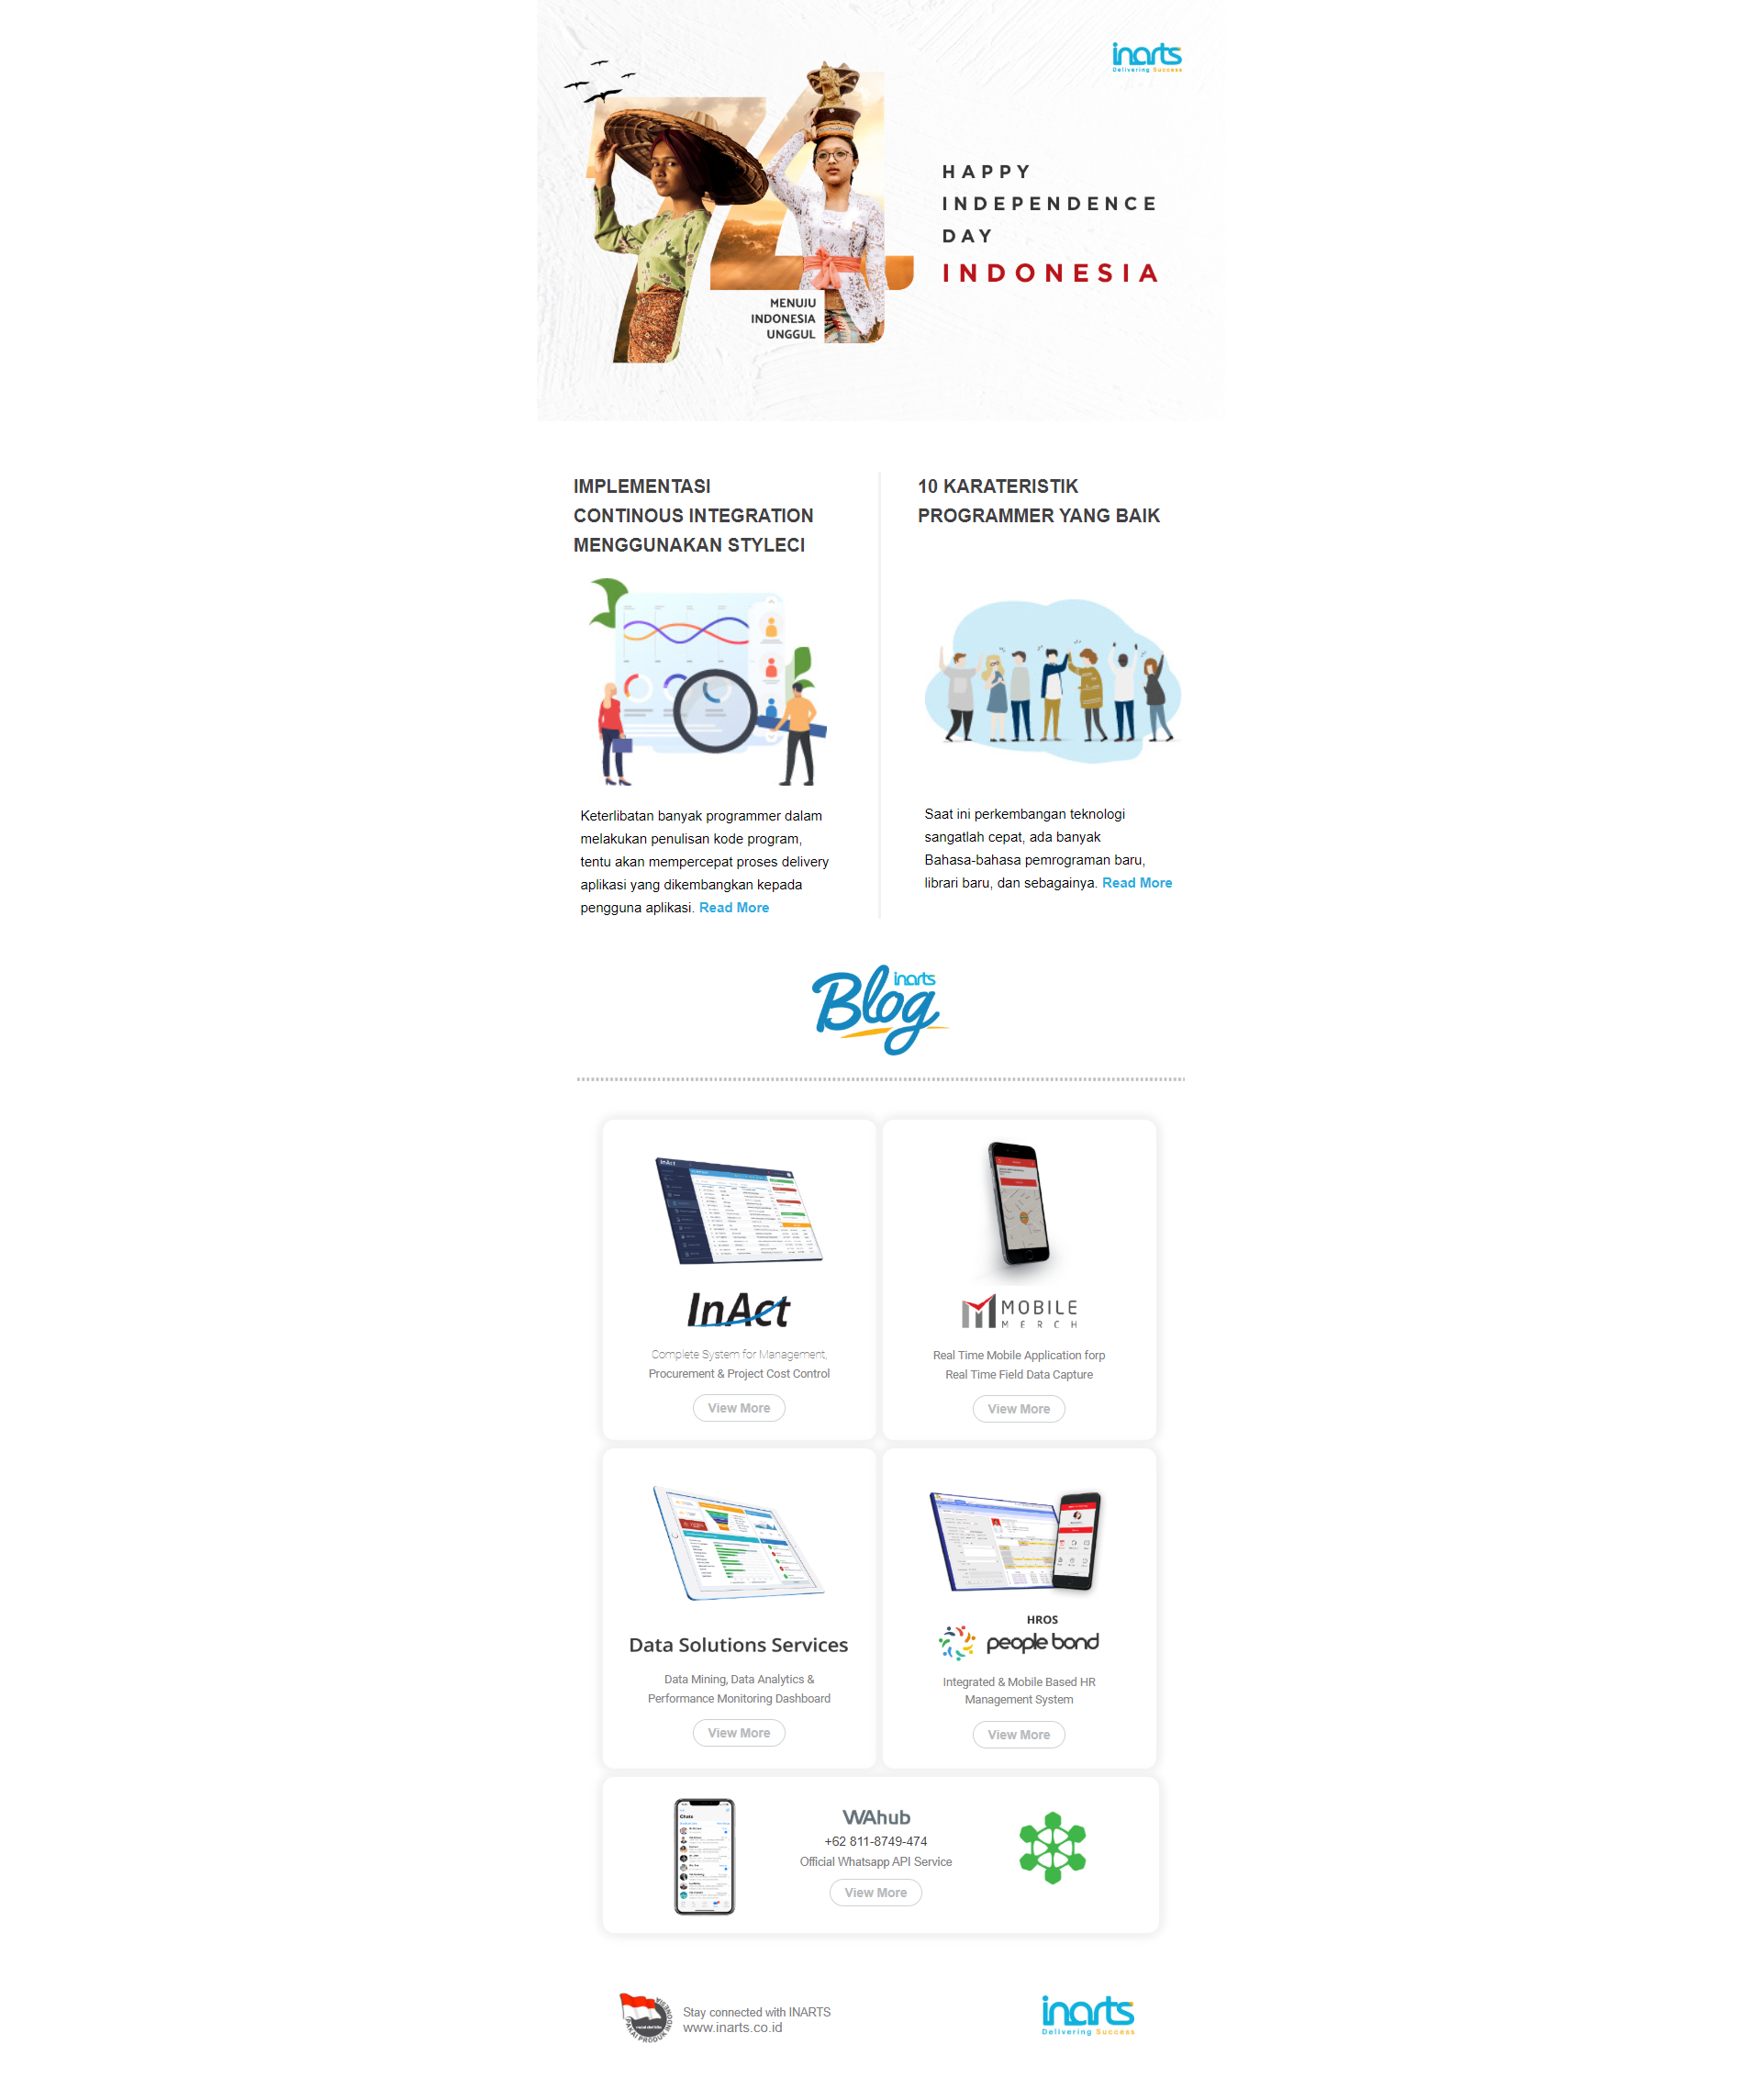 inarts
Delivering Success
74
HAPPY
INDEPENDENCE
DAY
INDONESIA
MENUJU
INDONESIA
UNGGUL
IMPLEMENTASI
CONTINOUS INTEGRATION
MENGGUNAKAN STYLECI
Keterlibatan banyak programmer dalam
melakukan penulisan kode program,
tentu akan mempercepat proses delivery
aplikasi yang dikembangkan kepada
pengguna aplikasi. Read More
10 KARATERISTIK
PROGRAMMER YANG BAIK
Saat ini perkembangan teknologi
sangatlah cepat, ada banyak
Bahasa-bahasa pemrograman baru,
librari baru, dan sebagainya. Read More
inarts
Blog
InAct
InAct
Complete System for Management,
Procurement & Project Cost Control
View More
MOBILE
MERCH
Real Time Mobile Application forp
Real Time Field Data Capture
View More
Data Solutions Services
Data Mining, Data Analytics &
Performance Monitoring Dashboard
View More
HROS
people bond
Integrated & Mobile Based HR
Management System
View More
Chats
WAhub
+62 811-8749-474
Official Whatsapp API Service
View More
PAKAI PRODUK INDONESIA
Stay connected with INARTS
www.inarts.co.id
inarts
Delivering Success